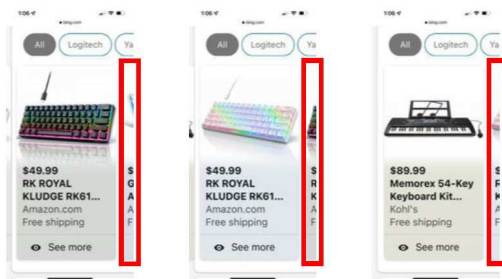 1:06
bing.com
All
Logitech
Ya
$49.99
RK ROYAL
KLUDGE RK61...
Amazon.com
Free shipping
See more
$
G
A
A
F
1:06
bing.com
All
Logitech
Ya
$49.99
RK ROYAL
KLUDGE RK61...
Amazon.com
Free shipping
See more
$
R
K
A
F
1:05
bing.com
All
Logitech
Ya
$89.99
Memorex 54-Key
Keyboard Kit...
Kohl's
Free shipping
See more
$
R
K
A
F